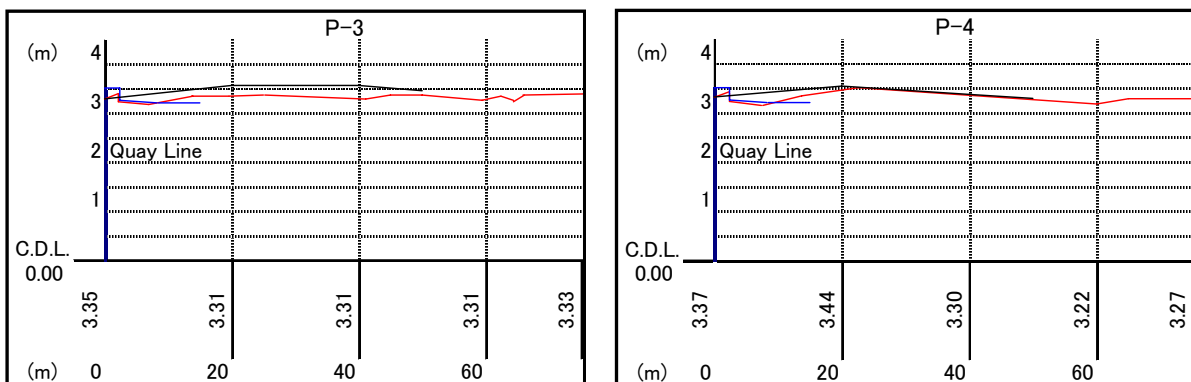 P-3
(m)
4
3
2 Quay Line
1
C.D.L.
0.00
3.35 3.31 3.31 3.31 3.33
(m) 0 20 40 60
P-4
(m)
4
3
2 Quay Line
1
C.D.L.
0.00
3.37 3.44 3.30 3.22 3.27
(m) 0 20 40 60